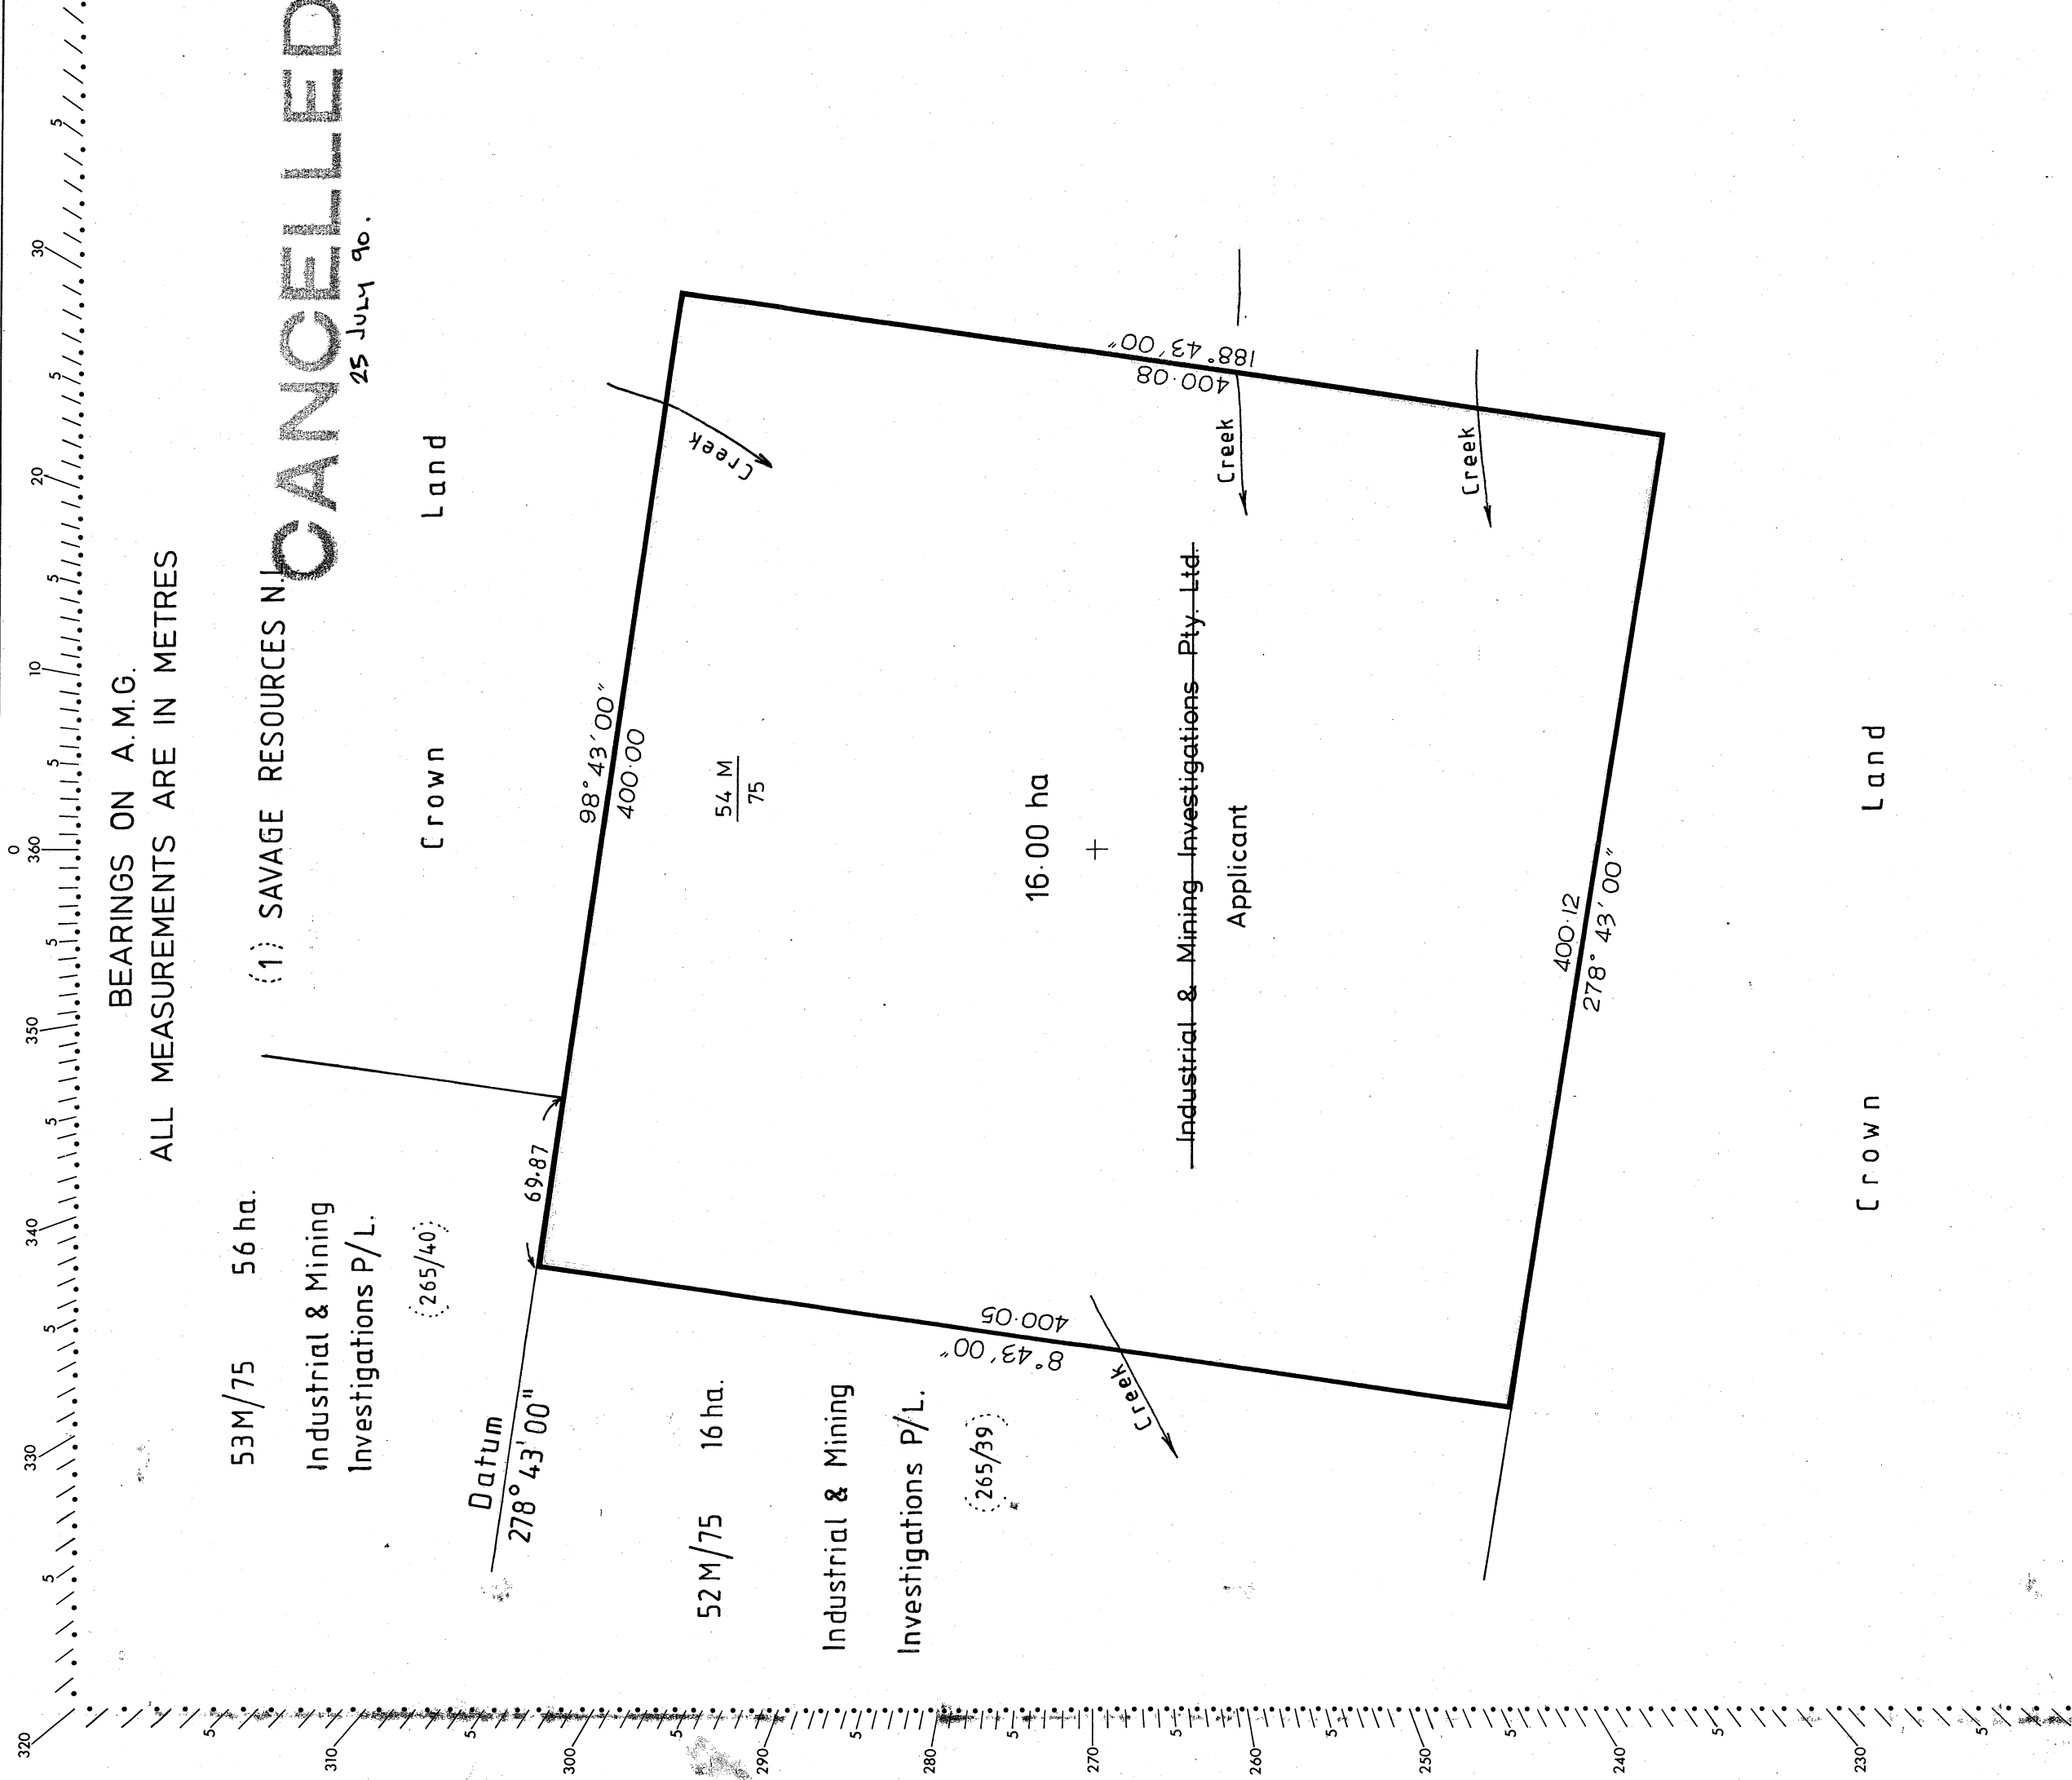 0
320
5
330
5
340
5
350
5
360
5
10
5
20
5
30
5
BEARINGS ON A.M.G.
ALL MEASUREMENTS ARE IN METRES
(1) SAVAGE RESOURCES N.L.
CANCELLED
25 JULY 90.
53M/75 56 ha.
Industrial & Mining
Investigations P/L.
(265/40)
Crown Land
Datum
278° 43' 00"
69·87
98° 43' 00"
400·00
Creek
54 M
75
52M/75 16 ha.
Industrial & Mining
Investigations P/L.
(265/39)
400·05
8° 43' 00"
Creek
16·00 ha
Industrial & Mining Investigations Pty. Ltd.
Applicant
188° 43' 00"
400·08
Creek
Creek
400·12
278° 43' 00"
Crown Land
5
310
5
300
5
290
5
280
5
270
5
260
5
250
5
240
5
230
5